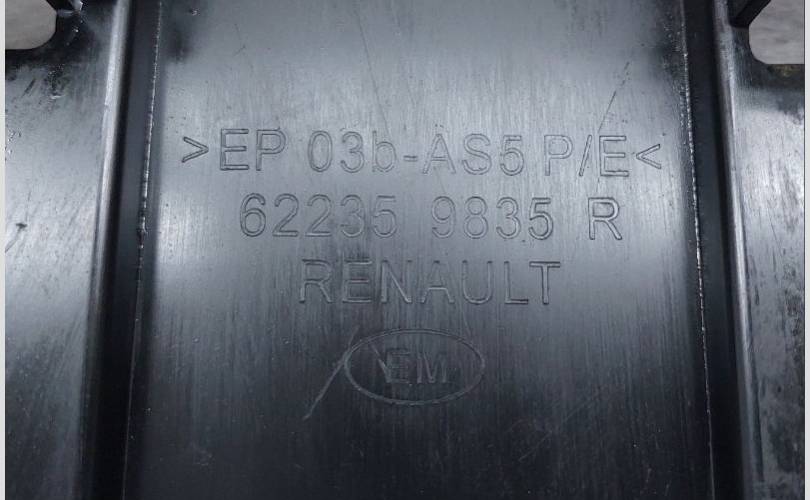 >EP 03b-AS5 P/E<
62235 9835 R
RENAULT
EM